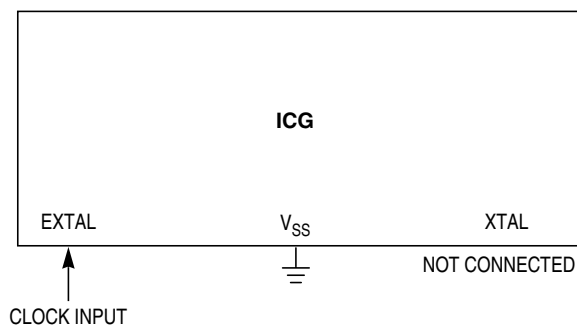 ICG
EXTAL V_SS XTAL
NOT CONNECTED
CLOCK INPUT